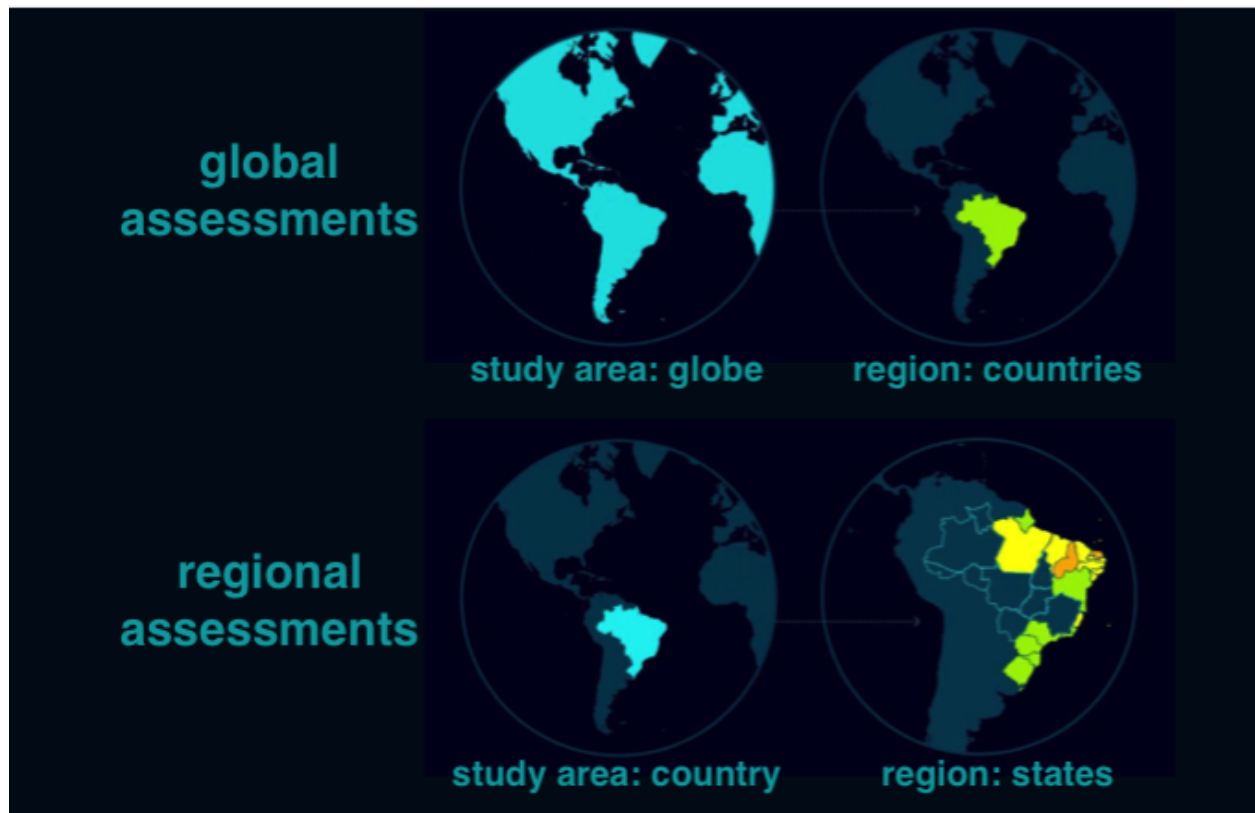 global
assessments
study area: globe
region: countries
regional
assessments
study area: country
region: states